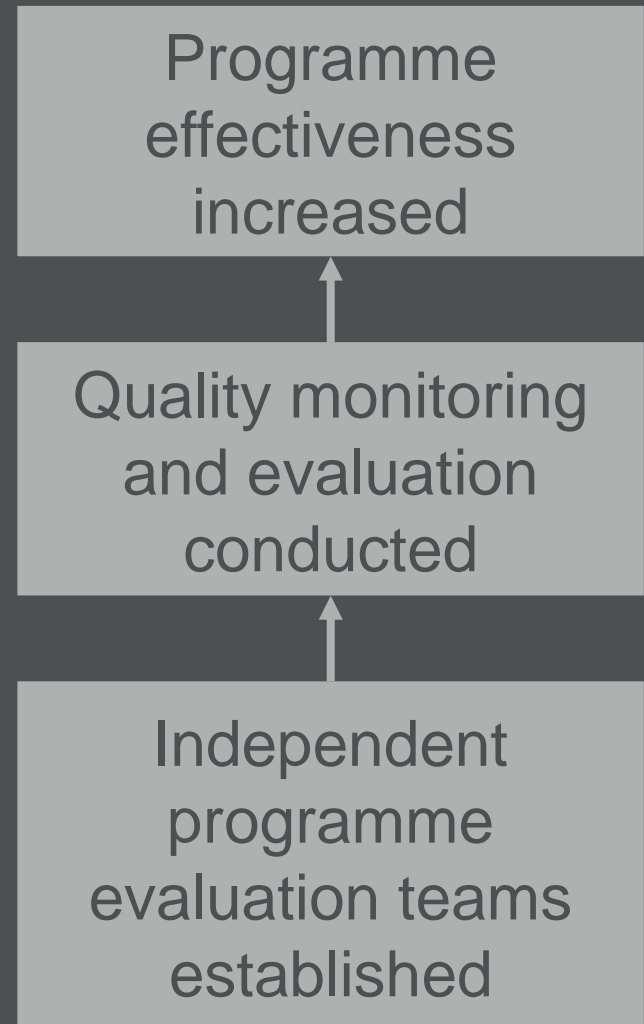 Programme
effectiveness
increased
Quality monitoring
and evaluation
conducted
Independent
programme
evaluation teams
established